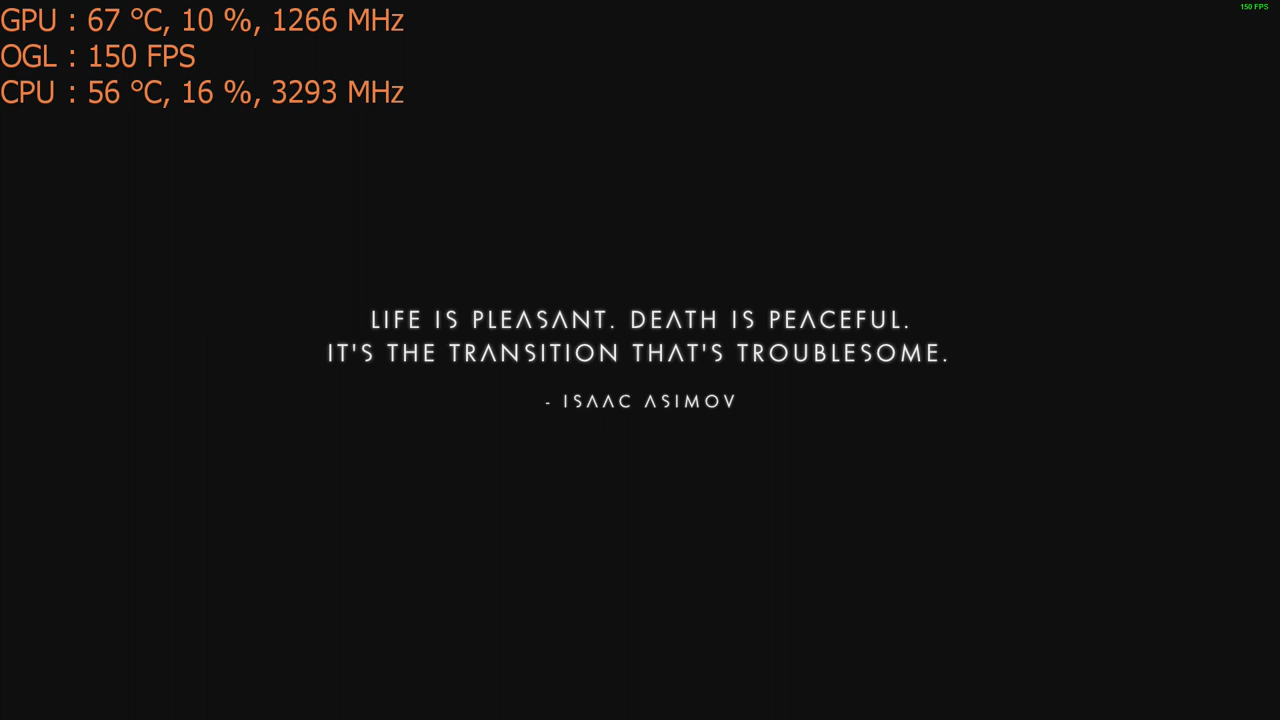 GPU : 67 °C, 10 %, 1266 MHz
150 FPS
OGL : 150 FPS
CPU : 56 °C, 16 %, 3293 MHz
LIFE IS PLEASANT. DEATH IS PEACEFUL.
IT'S THE TRANSITION THAT'S TROUBLESOME.
- ISAAC ASIMOV